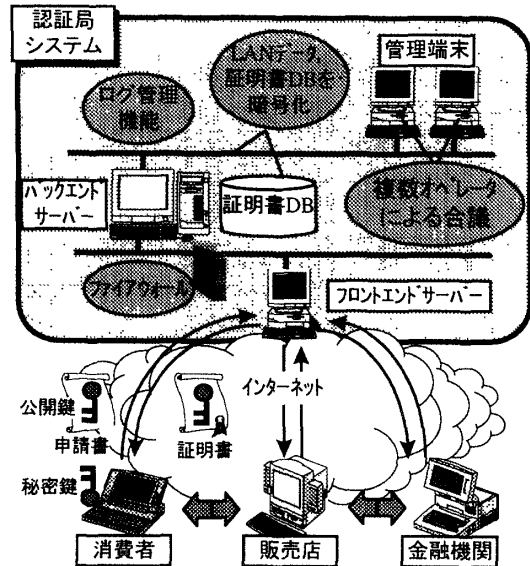 認証局
システム
ログ管理
機能
LANデータ,
証明書DBを
暗号化
管理端末
バックエンド
サーバー
証明書DB
複数オペレータ
による会議
ファイアウォール
フロントエンドサーバー
インターネット
公開鍵
申請書
証明書
秘密鍵
消費者
販売店
金融機関